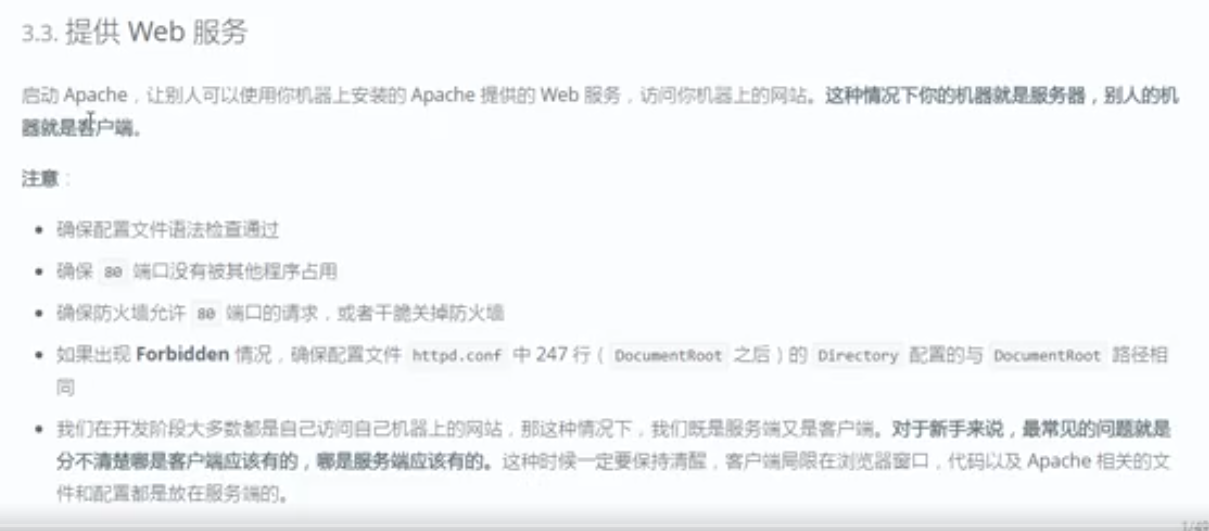 3.3. 提供 Web 服务
启动 Apache，让别人可以使用你机器上安装的 Apache 提供的 Web 服务，访问你机器上的网站。这种情况下你的机器就是服务器，别人的机
器就是客户端。
注意：
• 确保配置文件语法检查通过
• 确保 80 端口没有被其他程序占用
• 确保防火墙允许 80 端口的请求，或者干脆关掉防火墙
• 如果出现 Forbidden 情况，确保配置文件 httpd.conf 中 247 行（ DocumentRoot 之后）的 Directory 配置的与 DocumentRoot 路径相
同
• 我们在开发阶段大多数都是自己访问自己机器上的网站，那这种情况下，我们既是服务端又是客户端。对于新手来说，最常见的问题就是
分不清楚哪是客户端应该有的，哪是服务端应该有的。这种时候一定要保持清醒，客户端局限在浏览器窗口，代码以及 Apache 相关的文
件和配置都是放在服务端的。